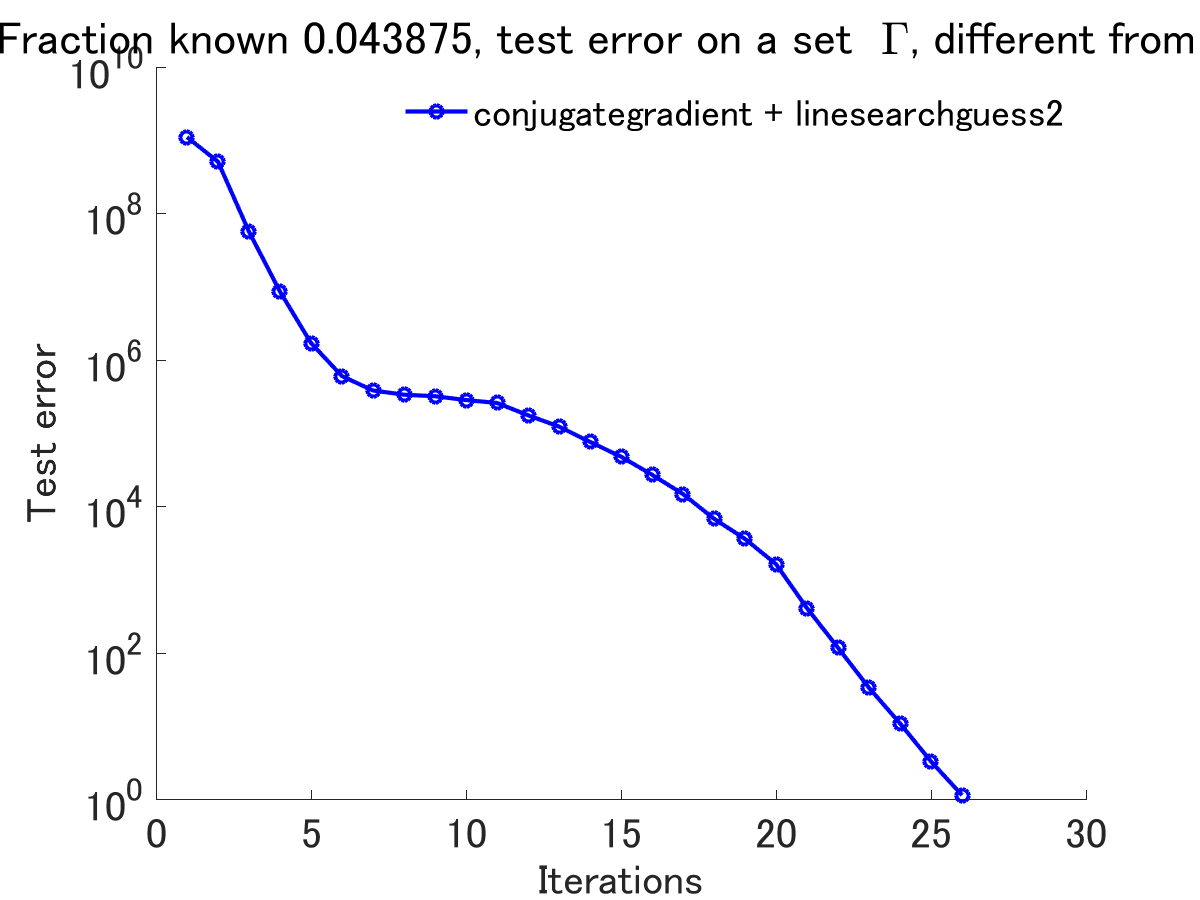 Fraction known 0.043875, test error on a set Γ, different from
10^10
conjugategradient + linesearchguess2
10^8
10^6
10^4
10^2
10^0
Test error
0 5 10 15 20 25 30
Iterations